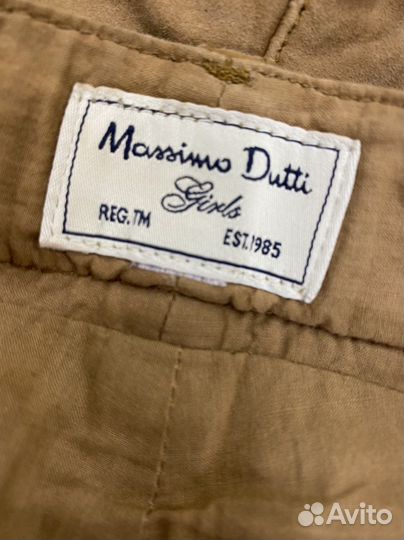 Massimo Dutti
Girls
REG. TM EST. 1985
Avito